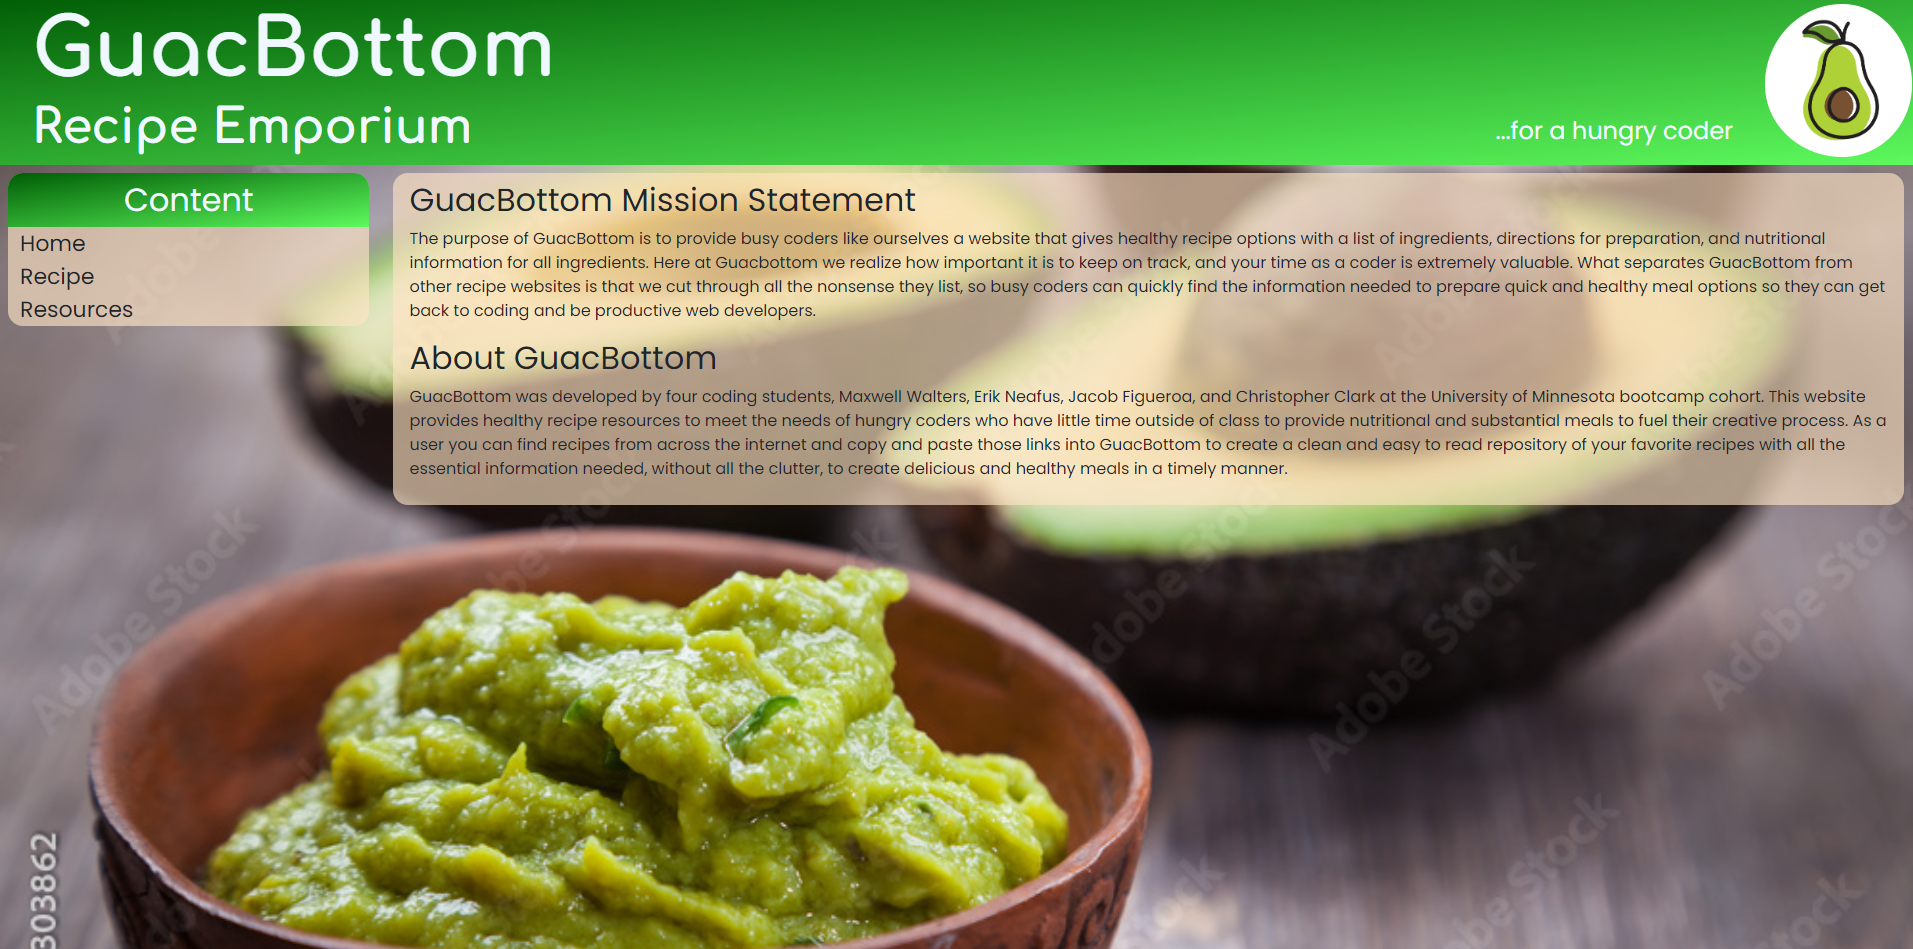 GuacBottom
Recipe Emporium
...for a hungry coder
Content
Home
Recipe
Resources
GuacBottom Mission Statement
The purpose of GuacBottom is to provide busy coders like ourselves a website that gives healthy recipe options with a list of ingredients, directions for preparation, and nutritional
information for all ingredients. Here at Guacbottom we realize how important it is to keep on track, and your time as a coder is extremely valuable. What separates GuacBottom from
other recipe websites is that we cut through all the nonsense they list, so busy coders can quickly find the information needed to prepare quick and healthy meal options so they can get
back to coding and be productive web developers.
About GuacBottom
GuacBottom was developed by four coding students, Maxwell Walters, Erik Neafus, Jacob Figueroa, and Christopher Clark at the University of Minnesota bootcamp cohort. This website
provides healthy recipe resources to meet the needs of hungry coders who have little time outside of class to provide nutritional and substantial meals to fuel their creative process. As a
user you can find recipes from across the internet and copy and paste those links into GuacBottom to create a clean and easy to read repository of your favorite recipes with all the
essential information needed, without all the clutter, to create delicious and healthy meals in a timely manner.
Adobe Stock
Adobe Stock
Adobe Stock
Adobe Stock
303862